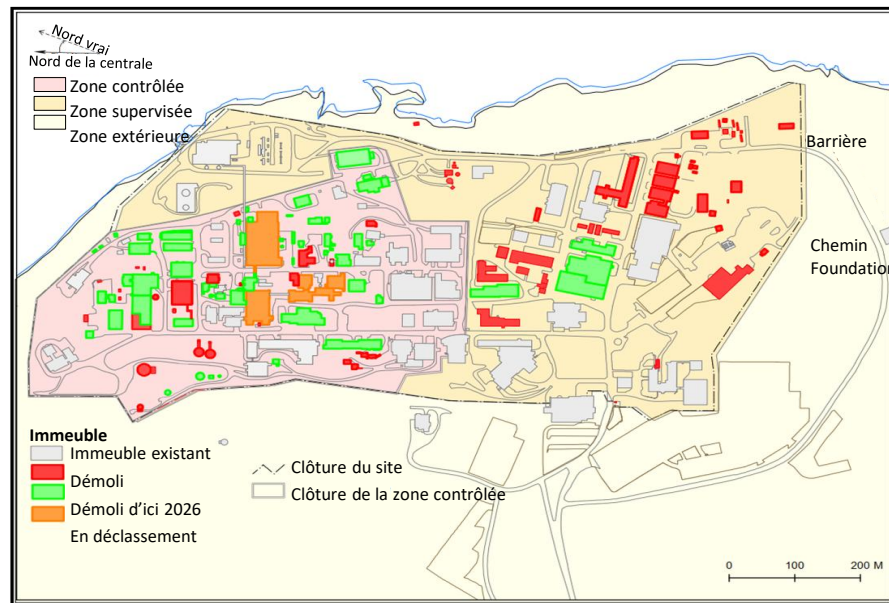 Nord vrai
Nord de la centrale
Zone contrôlée
Zone supervisée
Zone extérieure
Barrière
Chemin
Foundation
Immeuble
Immeuble existant
Démoli
Démoli d'ici 2026
En déclassement
Clôture du site
Clôture de la zone contrôlée
0 100 200 M